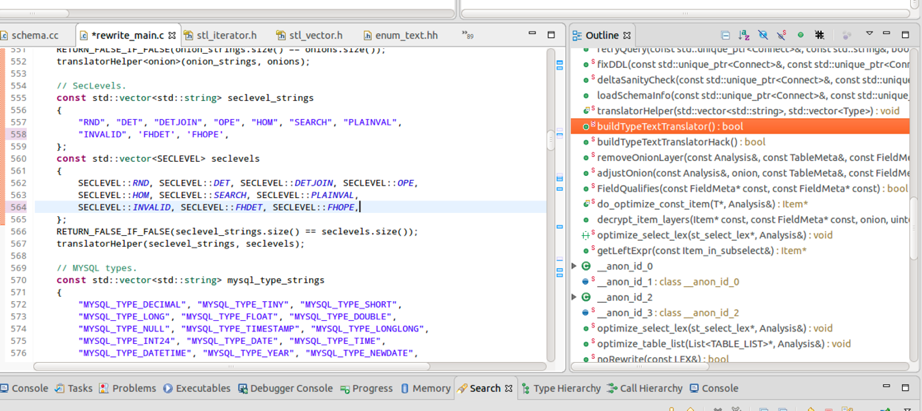 schema.cc
*rewrite_main.c
stl_iterator.h
stl_vector.h
enum_text.hh
»89
Outline
551 RETURN_FALSE_IF_FALSE(onion_strings.size() == onions.size());
552 translatorHelper<onion>(onion_strings, onions);
553
554 // SecLevels.
555 const std::vector<std::string> seclevel_strings
556 {
557 "RND", "DET", "DETJOIN", "OPE", "HOM", "SEARCH", "PLAINVAL",
558 "INVALID", 'FHDET', 'FHOPE',
559 };
560 const std::vector<SECLEVEL> seclevels
561 {
562 SECLEVEL::RND, SECLEVEL::DET, SECLEVEL::DETJOIN, SECLEVEL::OPE,
563 SECLEVEL::HOM, SECLEVEL::SEARCH, SECLEVEL::PLAINVAL,
564 SECLEVEL::INVALID, SECLEVEL::FHDET, SECLEVEL::FHOPE,
565 };
566 RETURN_FALSE_IF_FALSE(seclevel_strings.size() == seclevels.size());
567 translatorHelper(seclevel_strings, seclevels);
568
569 // MYSQL types.
570 const std::vector<std::string> mysql_type_strings
571 {
572 "MYSQL_TYPE_DECIMAL", "MYSQL_TYPE_TINY", "MYSQL_TYPE_SHORT",
573 "MYSQL_TYPE_LONG", "MYSQL_TYPE_FLOAT", "MYSQL_TYPE_DOUBLE",
574 "MYSQL_TYPE_NULL", "MYSQL_TYPE_TIMESTAMP", "MYSQL_TYPE_LONGLONG",
575 "MYSQL_TYPE_INT24", "MYSQL_TYPE_DATE", "MYSQL_TYPE_TIME",
576 "MYSQL_TYPE_DATETIME", "MYSQL_TYPE_YEAR", "MYSQL_TYPE_NEWDATE",
retryQuery(const std::unique_ptr<Connect>&, const std::string&) : bool
fixDDL(const std::unique_ptr<Connect>&, const std::unique_ptr<Conn
deltaSanityCheck(const std::unique_ptr<Connect>&, const std::uniqu
loadSchemaInfo(const std::unique_ptr<Connect>&, const std::unique_
translatorHelper(std::vector<std::string>, std::vector<Type>) : void
buildTypeTextTranslator() : bool
buildTypeTextTranslatorHack() : bool
removeOnionLayer(const Analysis&, const TableMeta&, const FieldMe
adjustOnion(const Analysis&, onion, const TableMeta&, const FieldM
FieldQualifies(const FieldMeta* const, const FieldMeta* const) : bool
do_optimize_const_item(T*, Analysis&) : Item*
decrypt_item_layers(Item* const, const FieldMeta* const, onion, uint
optimize_select_lex(st_select_lex*, Analysis&) : void
getLeftExpr(const Item_in_subselect&) : Item*
__anon_id_0
__anon_id_1 : class __anon_id_0
__anon_id_2
__anon_id_3 : class __anon_id_2
optimize_select_lex(st_select_lex*, Analysis&) : void
optimize_table_list(List<TABLE_LIST>*, Analysis&) : void
noRewrite(const LEX&) : bool
Console
Tasks
Problems
Executables
Debugger Console
Progress
Memory
Search
Type Hierarchy
Call Hierarchy
Console